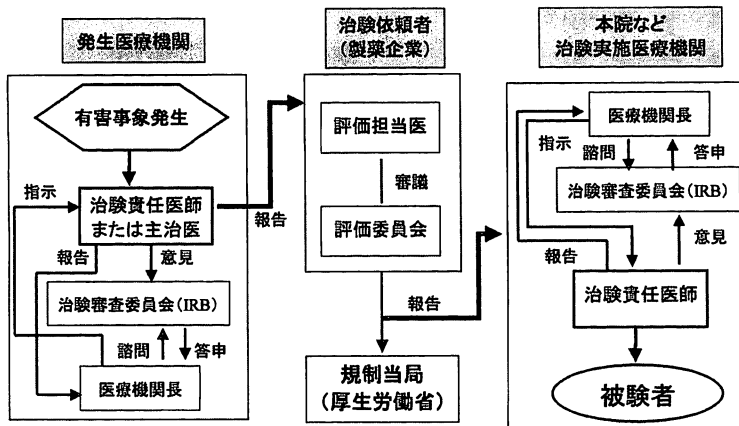 発生医療機関
有害事象発生
指示
治験責任医師
または主治医
報告
報告
意見
治験審査委員会(IRB)
諮問
答申
医療機関長
治験依頼者
(製薬企業)
評価担当医
審議
評価委員会
報告
規制当局
(厚生労働省)
本院など
治験実施医療機関
医療機関長
指示
諮問
答申
治験審査委員会(IRB)
報告
意見
治験責任医師
被験者